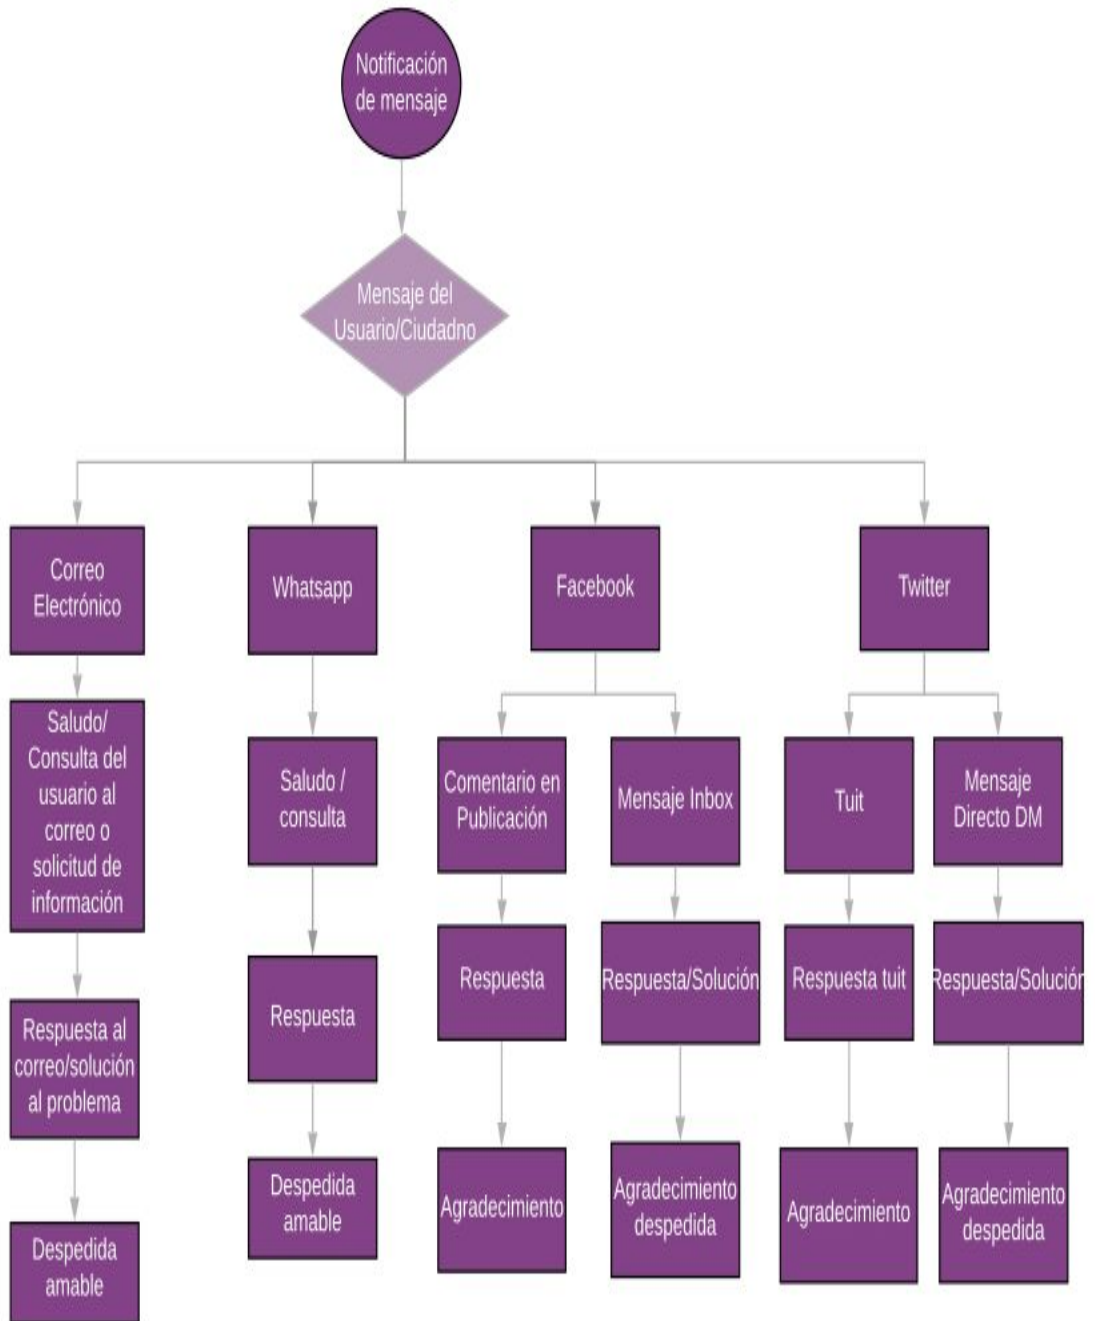 Notificación
de mensaje
Mensaje del
Usuario/Ciudadno
Correo
Electrónico
Whatsapp
Facebook
Twitter
Saludo/
Consulta del
usuario al
correo o
solicitud de
información
Saludo /
consulta
Comentario en
Publicación
Mensaje Inbox
Tuit
Mensaje
Directo DM
Respuesta al
correo/solución
al problema
Respuesta
Respuesta
Respuesta/Solución
Respuesta tuit
Respuesta/Solución
Despedida
amable
Despedida
amable
Agradecimiento
Agradecimiento
despedida
Agradecimiento
Agradecimiento
despedida